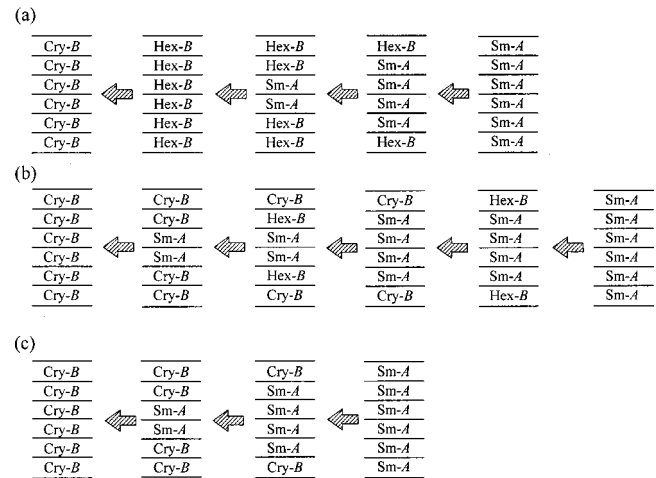 (a)
Cry-B Hex-B Hex-B Hex-B Sm-A
Cry-B Hex-B Hex-B Sm-A Sm-A
Cry-B Hex-B Sm-A Sm-A Sm-A
Cry-B Hex-B Sm-A Sm-A Sm-A
Cry-B Hex-B Hex-B Sm-A Sm-A
Cry-B Hex-B Hex-B Hex-B Sm-A
(b)
Cry-B Cry-B Cry-B Cry-B Hex-B Sm-A
Cry-B Cry-B Hex-B Sm-A Sm-A Sm-A
Cry-B Sm-A Sm-A Sm-A Sm-A Sm-A
Cry-B Sm-A Sm-A Sm-A Sm-A Sm-A
Cry-B Cry-B Hex-B Sm-A Sm-A Sm-A
Cry-B Cry-B Cry-B Cry-B Hex-B Sm-A
(c)
Cry-B Cry-B Cry-B Sm-A
Cry-B Cry-B Sm-A Sm-A
Cry-B Sm-A Sm-A Sm-A
Cry-B Sm-A Sm-A Sm-A
Cry-B Cry-B Sm-A Sm-A
Cry-B Cry-B Cry-B Sm-A